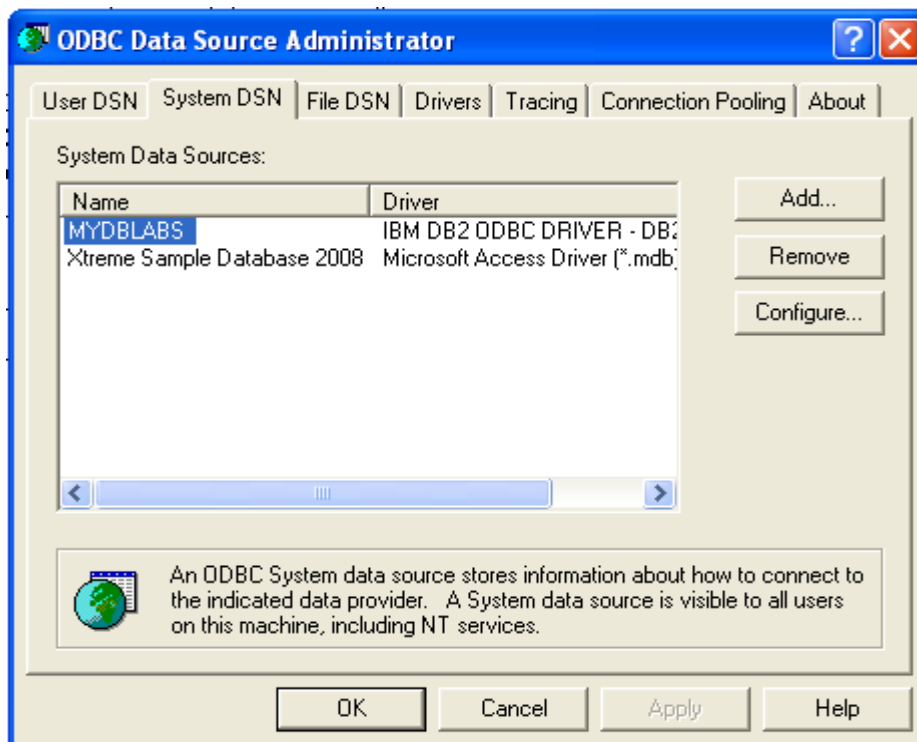 ODBC Data Source Administrator
User DSN System DSN File DSN Drivers Tracing Connection Pooling About
System Data Sources:
Name Driver
MYDBLABS IBM DB2 ODBC DRIVER - DB2
Xtreme Sample Database 2008 Microsoft Access Driver (*.mdb)
Add...
Remove
Configure...
An ODBC System data source stores information about how to connect to
the indicated data provider. A System data source is visible to all users
on this machine, including NT services.
OK Cancel Apply Help